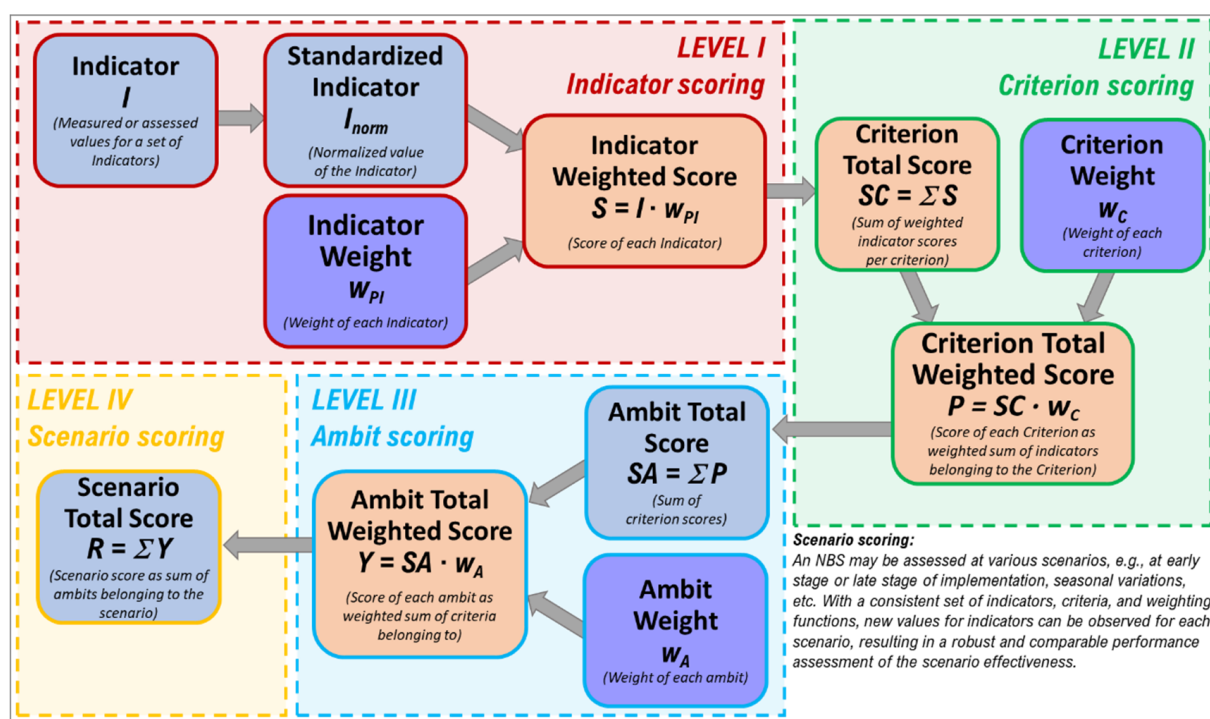 LEVEL I
Indicator scoring
Indicator
I
(Measured or assessed
values for a set of
Indicators)
Standardized
Indicator
Inorm
(Normalized value
of the Indicator)
Indicator
Weight
wPI
(Weight of each Indicator)
Indicator
Weighted Score
S = I · wPI
(Score of each Indicator)
LEVEL II
Criterion scoring
Criterion
Total Score
SC = Σ S
(Sum of weighted
indicator scores
per criterion)
Criterion
Weight
wC
(Weight of each
criterion)
Criterion Total
Weighted Score
P = SC · wC
(Score of each Criterion as
weighted sum of indicators
belonging to the Criterion)
LEVEL III
Ambit scoring
Ambit Total
Score
SA = Σ P
(Sum of
criterion scores)
Ambit
Weight
wA
(Weight of each ambit)
Ambit Total
Weighted Score
Y = SA · wA
(Score of each ambit as
weighted sum of criteria
belonging to)
LEVEL IV
Scenario scoring
Scenario
Total Score
R = Σ Y
(Scenario score as sum of
ambits belonging to the
scenario)
Scenario scoring:
An NBS may be assessed at various scenarios, e.g., at early
stage or late stage of implementation, seasonal variations,
etc. With a consistent set of indicators, criteria, and weighting
functions, new values for indicators can be observed for each
scenario, resulting in a robust and comparable performance
assessment of the scenario effectiveness.